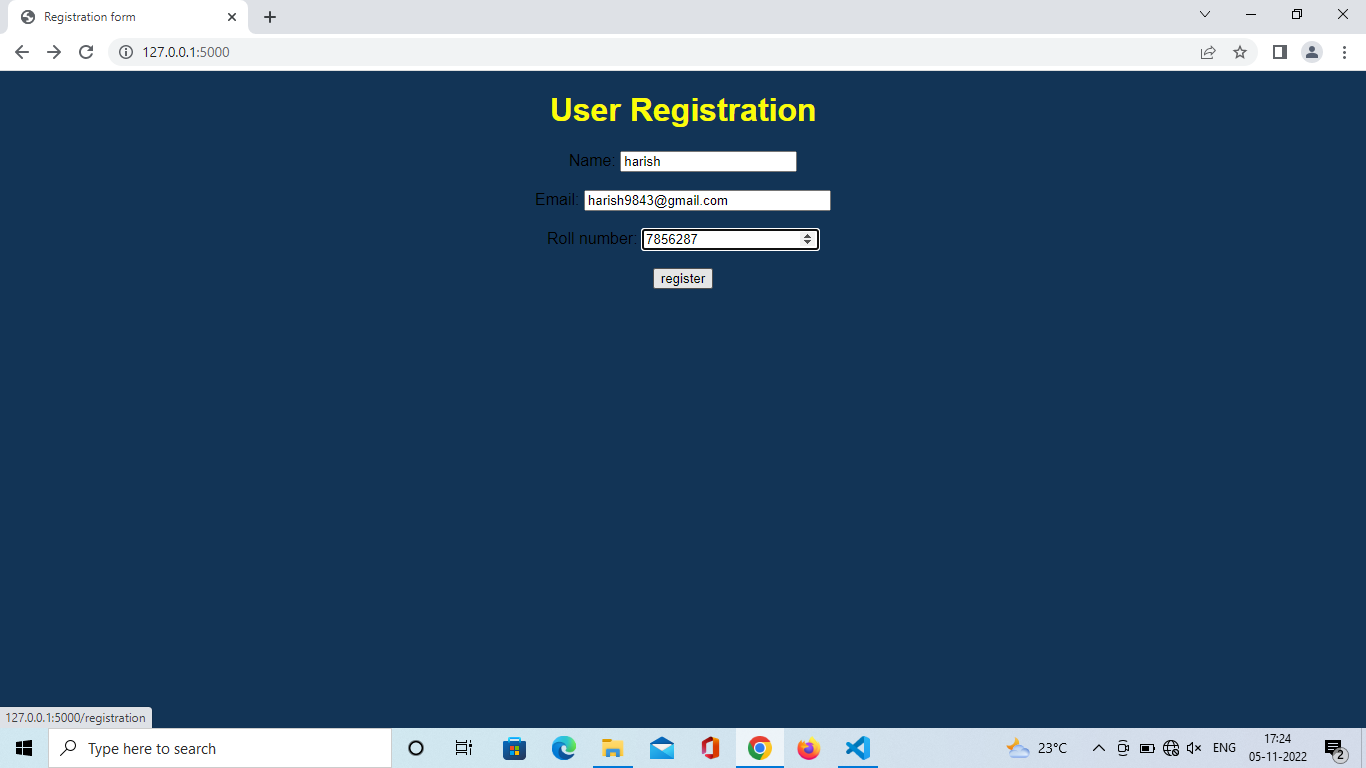 Registration form
127.0.0.1:5000
User Registration
Name: harish
Email: harish9843@gmail.com
Roll number: 7856287
register
127.0.0.1:5000/registration
Type here to search
23°C
ENG
17:24
05-11-2022
2